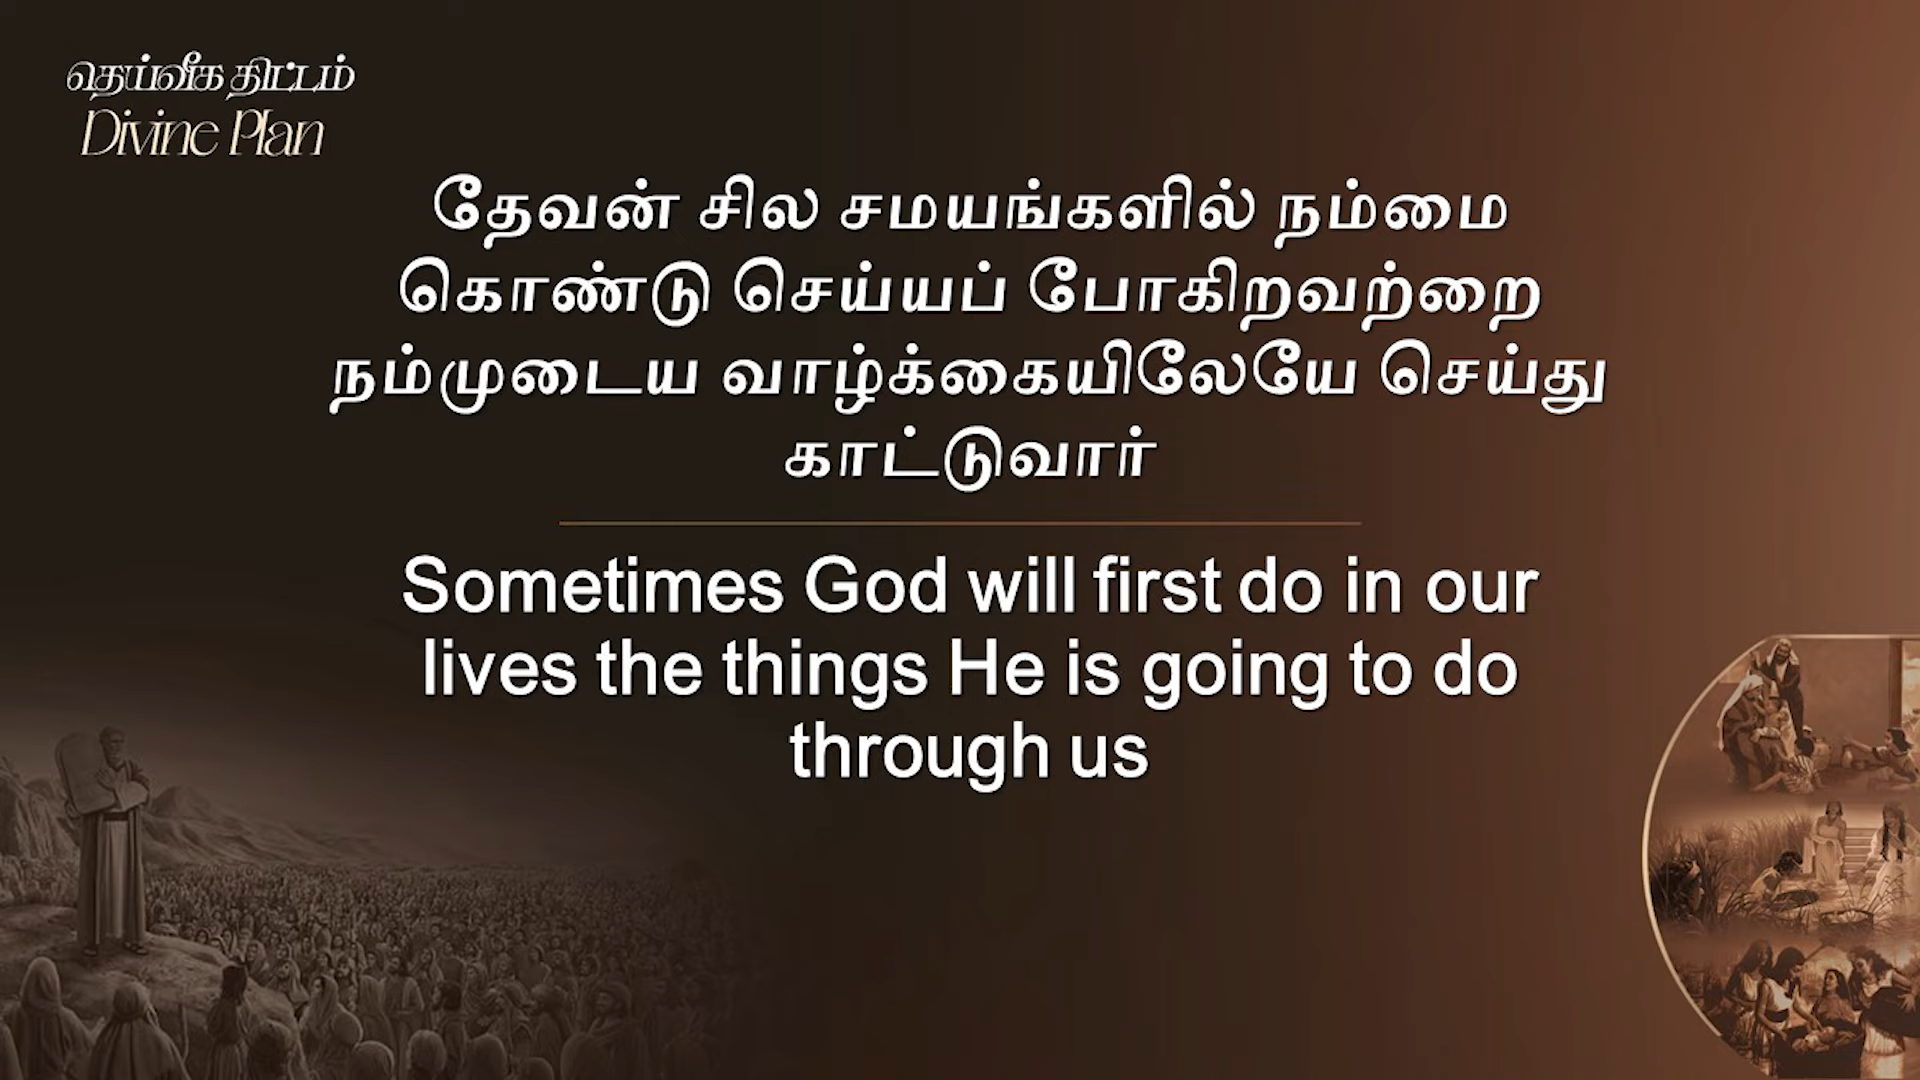 தெய்வீக திட்டம்
Divine Plan
தேவன் சில சமயங்களில் நம்மை
கொண்டு செய்யப் போகிறவற்றை
நம்முடைய வாழ்க்கையிலேயே செய்து
காட்டுவார்
Sometimes God will first do in our
lives the things He is going to do
through us